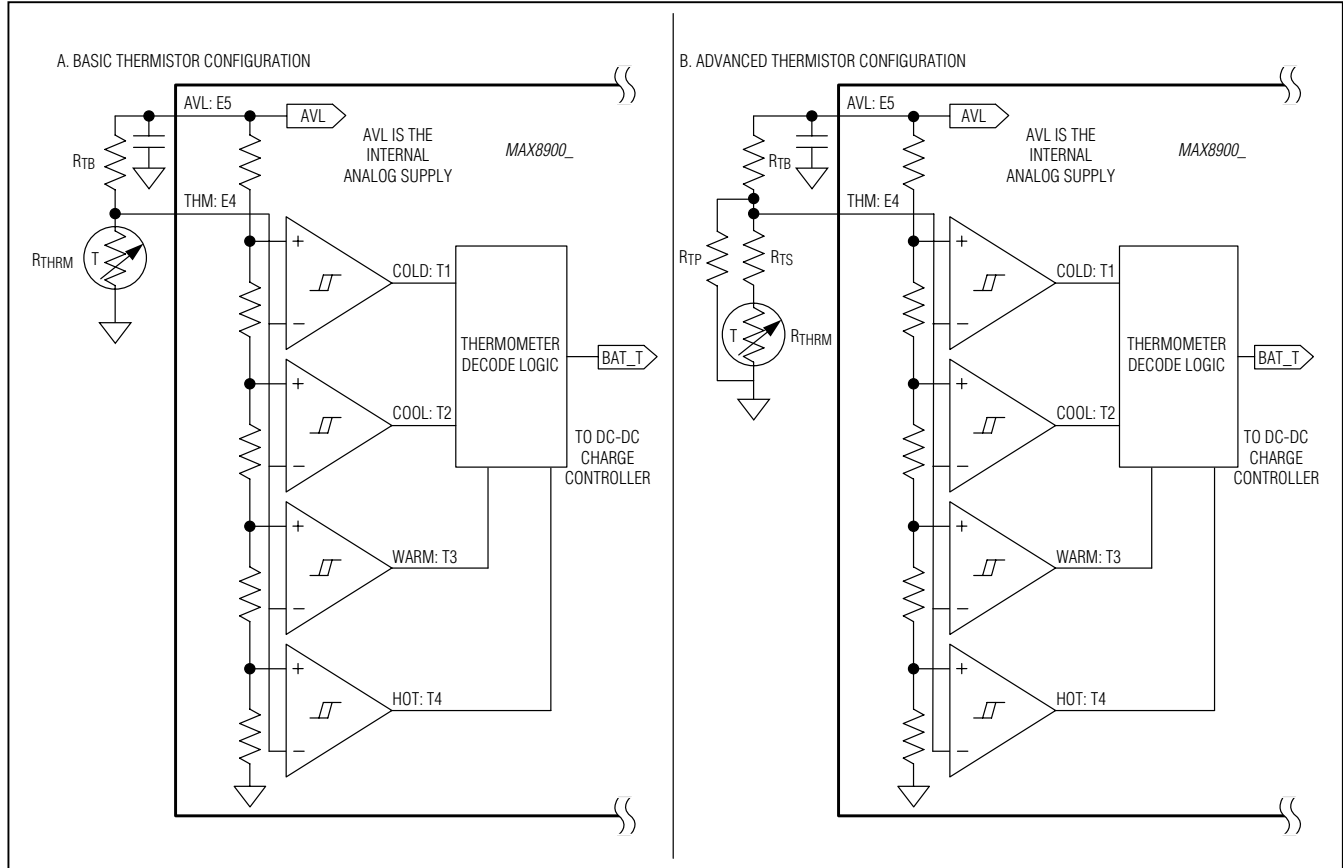 A. BASIC THERMISTOR CONFIGURATION
AVL: E5
AVL
AVL IS THE
INTERNAL
ANALOG SUPPLY
MAX8900_
RTB
THM: E4
RTHRM
T
+
−
COLD: T1
+
−
COOL: T2
+
−
WARM: T3
+
−
HOT: T4
THERMOMETER
DECODE LOGIC
BAT_T
TO DC-DC
CHARGE
CONTROLLER
B. ADVANCED THERMISTOR CONFIGURATION
AVL: E5
AVL
AVL IS THE
INTERNAL
ANALOG SUPPLY
MAX8900_
RTB
THM: E4
RTP
RTS
T
RTHRM
+
−
COLD: T1
+
−
COOL: T2
+
−
WARM: T3
+
−
HOT: T4
THERMOMETER
DECODE LOGIC
BAT_T
TO DC-DC
CHARGE
CONTROLLER